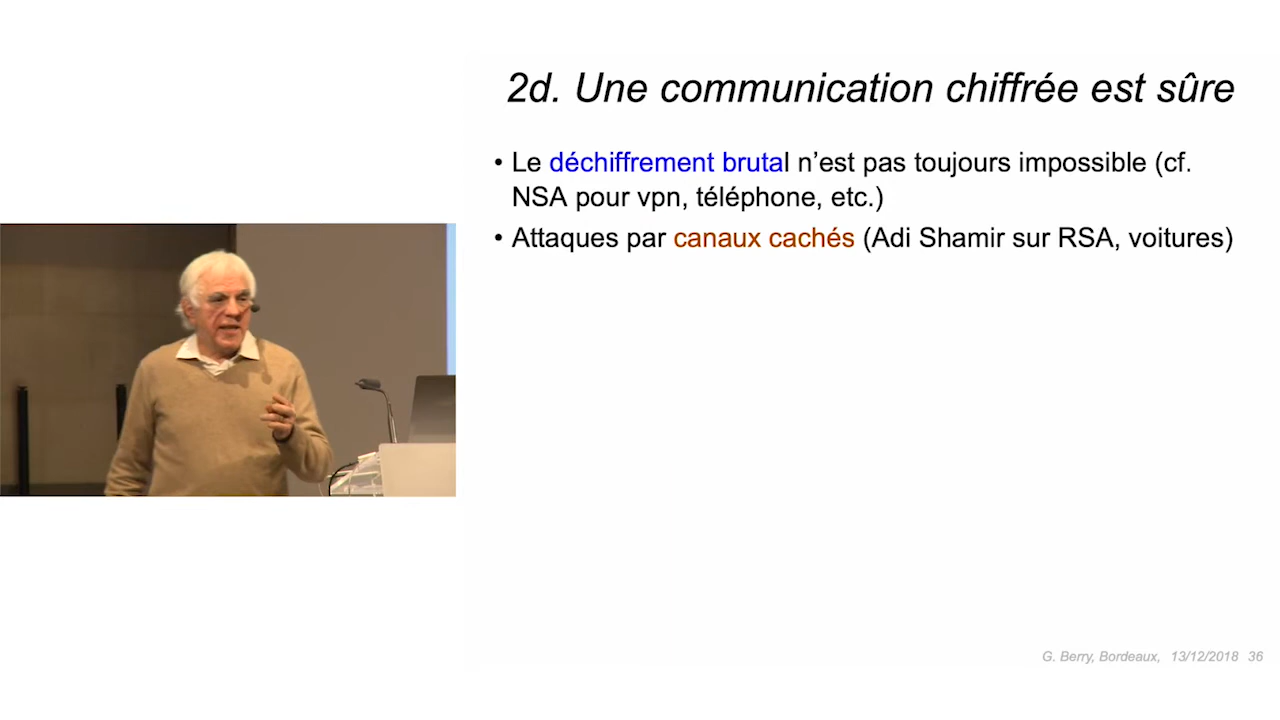 2d. Une communication chiffrée est sûre
• Le déchiffrement brutal n’est pas toujours impossible (cf.
NSA pour vpn, téléphone, etc.)
• Attaques par canaux cachés (Adi Shamir sur RSA, voitures)
G. Berry, Bordeaux, 13/12/2018 36